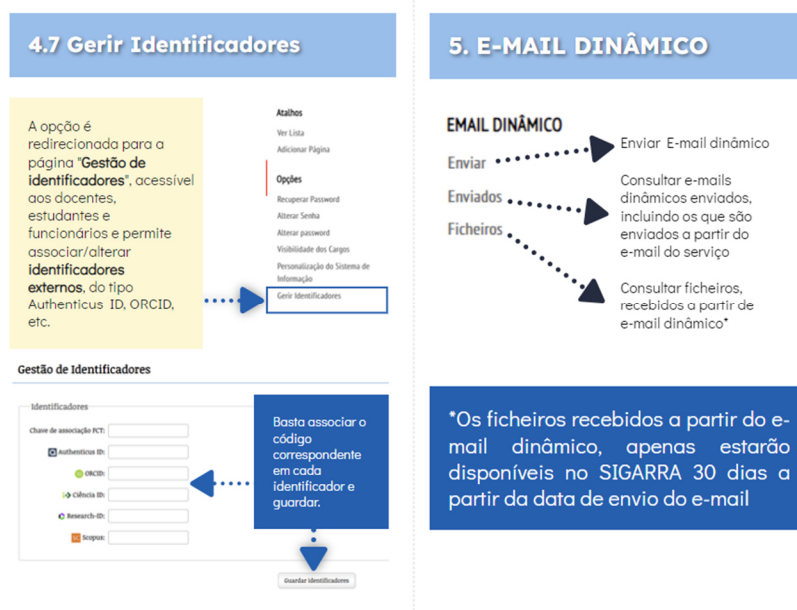 4.7 Gerir Identificadores
A opção é
redirecionada para a
página "Gestão de
identificadores", acessível
aos docentes,
estudantes e
funcionários e permite
associar/alterar
identificadores
externos, do tipo
Authenticus ID, ORCID,
etc.
Atalhos
Ver Lista
Adicionar Página
Opções
Recuperar Password
Alterar Senha
Alterar password
Visibilidade dos Cargos
Personalização do Sistema de
Informação
Gerir Identificadores
Gestão de Identificadores
Identificadores
Chave de associação FCT:
Authenticus ID:
ORCID:
Ciência ID:
Research-ID:
Scopus:
Basta associar o
código
correspondente
em cada
identificador e
guardar.
Guardar identificadores
5. E-MAIL DINÂMICO
EMAIL DINÂMICO
Enviar
Enviar E-mail dinâmico
Enviados
Consultar e-mails
dinâmicos enviados,
incluindo os que são
enviados a partir do
e-mail do serviço
Ficheiros
Consultar ficheiros,
recebidos a partir de
e-mail dinâmico*
*Os ficheiros recebidos a partir do e-
mail dinâmico, apenas estarão
disponíveis no SIGARRA 30 dias a
partir da data de envio do e-mail